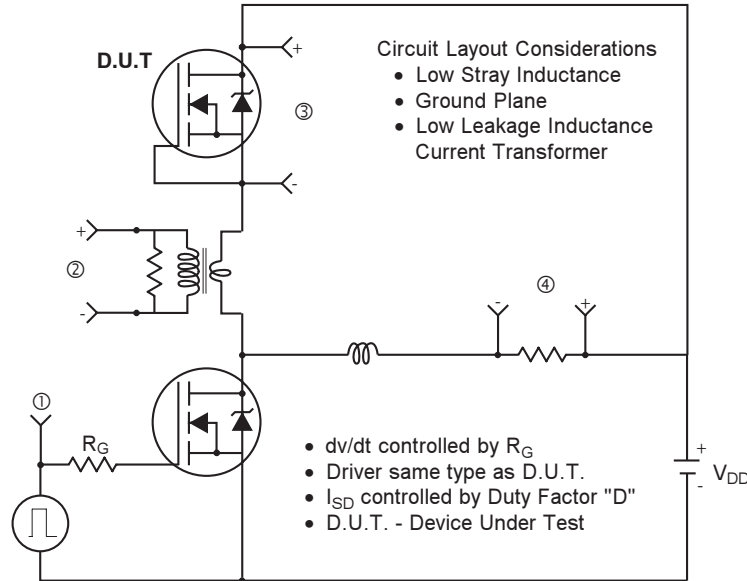 D.U.T
+
③
-
Circuit Layout Considerations
• Low Stray Inductance
• Ground Plane
• Low Leakage Inductance
Current Transformer
+
②
-
④
- +
①
R_G
• dv/dt controlled by R_G
• Driver same type as D.U.T.
• I_SD controlled by Duty Factor "D"
• D.U.T. - Device Under Test
+
V_DD
-